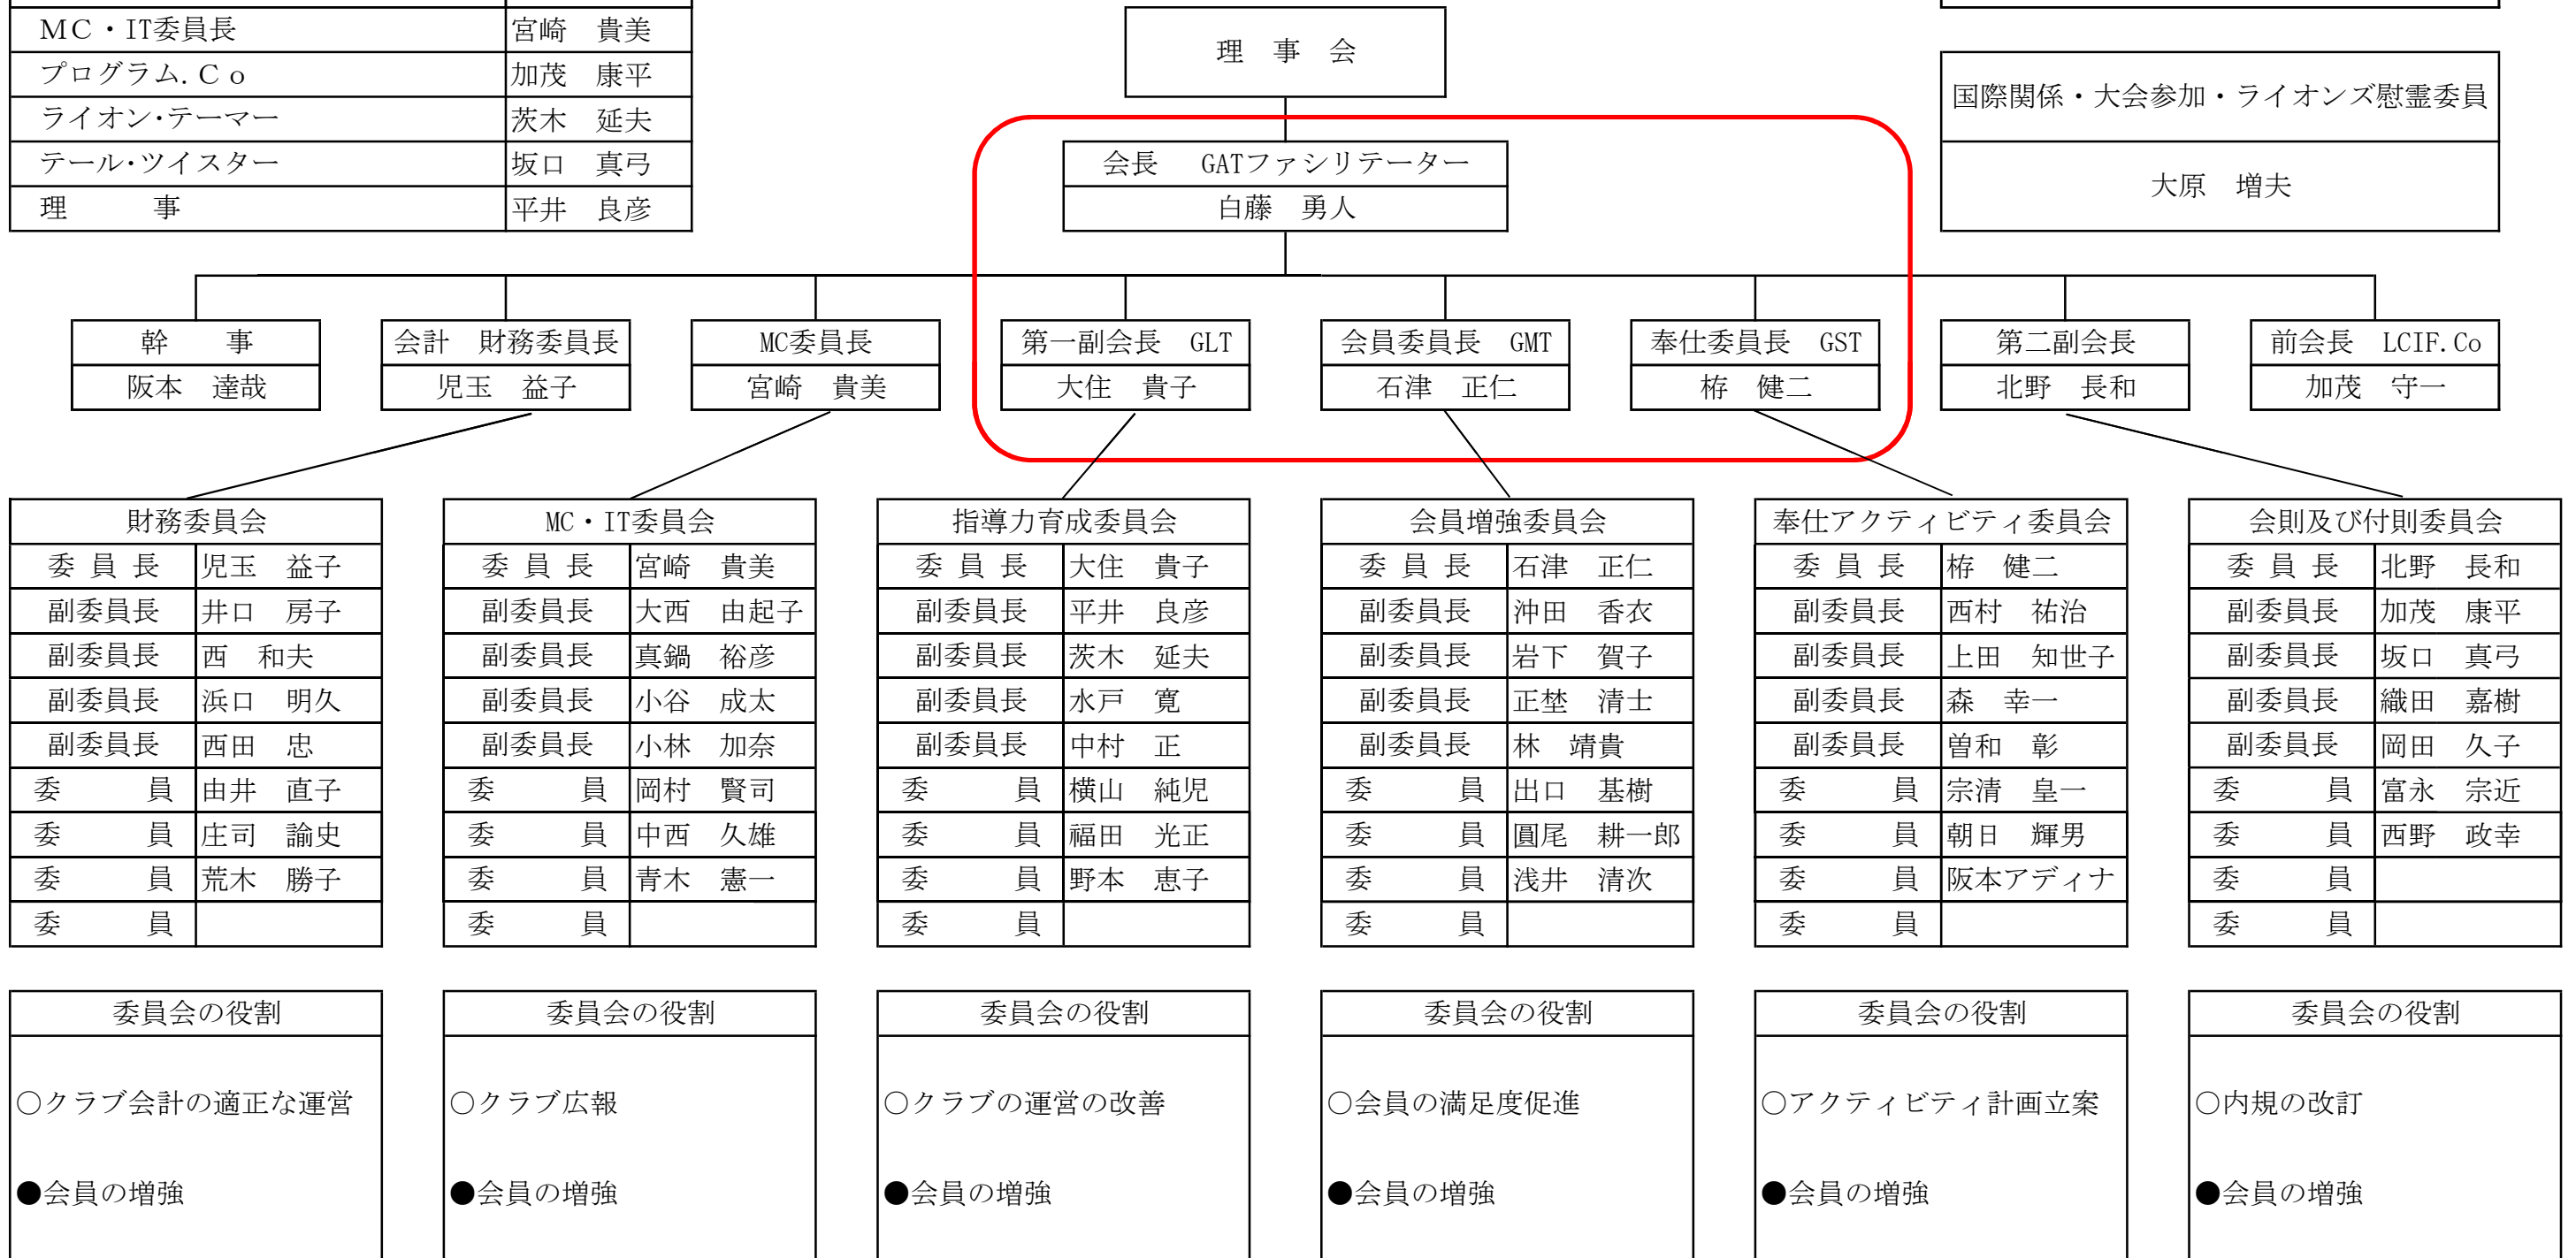 ＭＣ・IT委員長 宮崎　貴美
プログラム.Ｃｏ 加茂　康平
ライオン・テーマー 茨木　延夫
テール・ツイスター 坂口　真弓
理　　　事 平井　良彦
理　事　会
国際関係・大会参加・ライオンズ慰霊委員
大原　増夫
会長　GATファシリテーター
白藤　勇人
幹　　事
阪本　達哉
会計　財務委員長
児玉　益子
MC委員長
宮崎　貴美
第一副会長　GLT
大住　貴子
会員委員長　GMT
石津　正仁
奉仕委員長　GST
栫　健二
第二副会長
北野　長和
前会長　LCIF.Co
加茂　守一
財務委員会
委 員 長 児玉　益子
副委員長 井口　房子
副委員長 西　和夫
副委員長 浜口　明久
副委員長 西田　忠
委　　　員 由井　直子
委　　　員 庄司　諭史
委　　　員 荒木　勝子
委　　　員
MC・IT委員会
委 員 長 宮崎　貴美
副委員長 大西　由起子
副委員長 真鍋　裕彦
副委員長 小谷　成太
副委員長 小林　加奈
委　　　員 岡村　賢司
委　　　員 中西　久雄
委　　　員 青木　憲一
委　　　員
指導力育成委員会
委 員 長 大住　貴子
副委員長 平井　良彦
副委員長 茨木　延夫
副委員長 水戸　寛
副委員長 中村　正
委　　　員 横山　純児
委　　　員 福田　光正
委　　　員 野本　恵子
委　　　員
会員増強委員会
委 員 長 石津　正仁
副委員長 沖田　香衣
副委員長 岩下　賀子
副委員長 正埜　清士
副委員長 林　靖貴
委　　　員 出口　基樹
委　　　員 圓尾　耕一郎
委　　　員 浅井　清次
委　　　員
奉仕アクティビティ委員会
委 員 長 栫　健二
副委員長 西村　祐治
副委員長 上田　知世子
副委員長 森　幸一
副委員長 曽和　彰
委　　　員 宗清　皇一
委　　　員 朝日　輝男
委　　　員 阪本アディナ
委　　　員
会則及び付則委員会
委 員 長 北野　長和
副委員長 加茂　康平
副委員長 坂口　真弓
副委員長 織田　嘉樹
副委員長 岡田　久子
委　　　員 富永　宗近
委　　　員 西野　政幸
委　　　員
委　　　員
委員会の役割
○クラブ会計の適正な運営
●会員の増強
委員会の役割
○クラブ広報
●会員の増強
委員会の役割
○クラブの運営の改善
●会員の増強
委員会の役割
○会員の満足度促進
●会員の増強
委員会の役割
○アクティビティ計画立案
●会員の増強
委員会の役割
○内規の改訂
●会員の増強